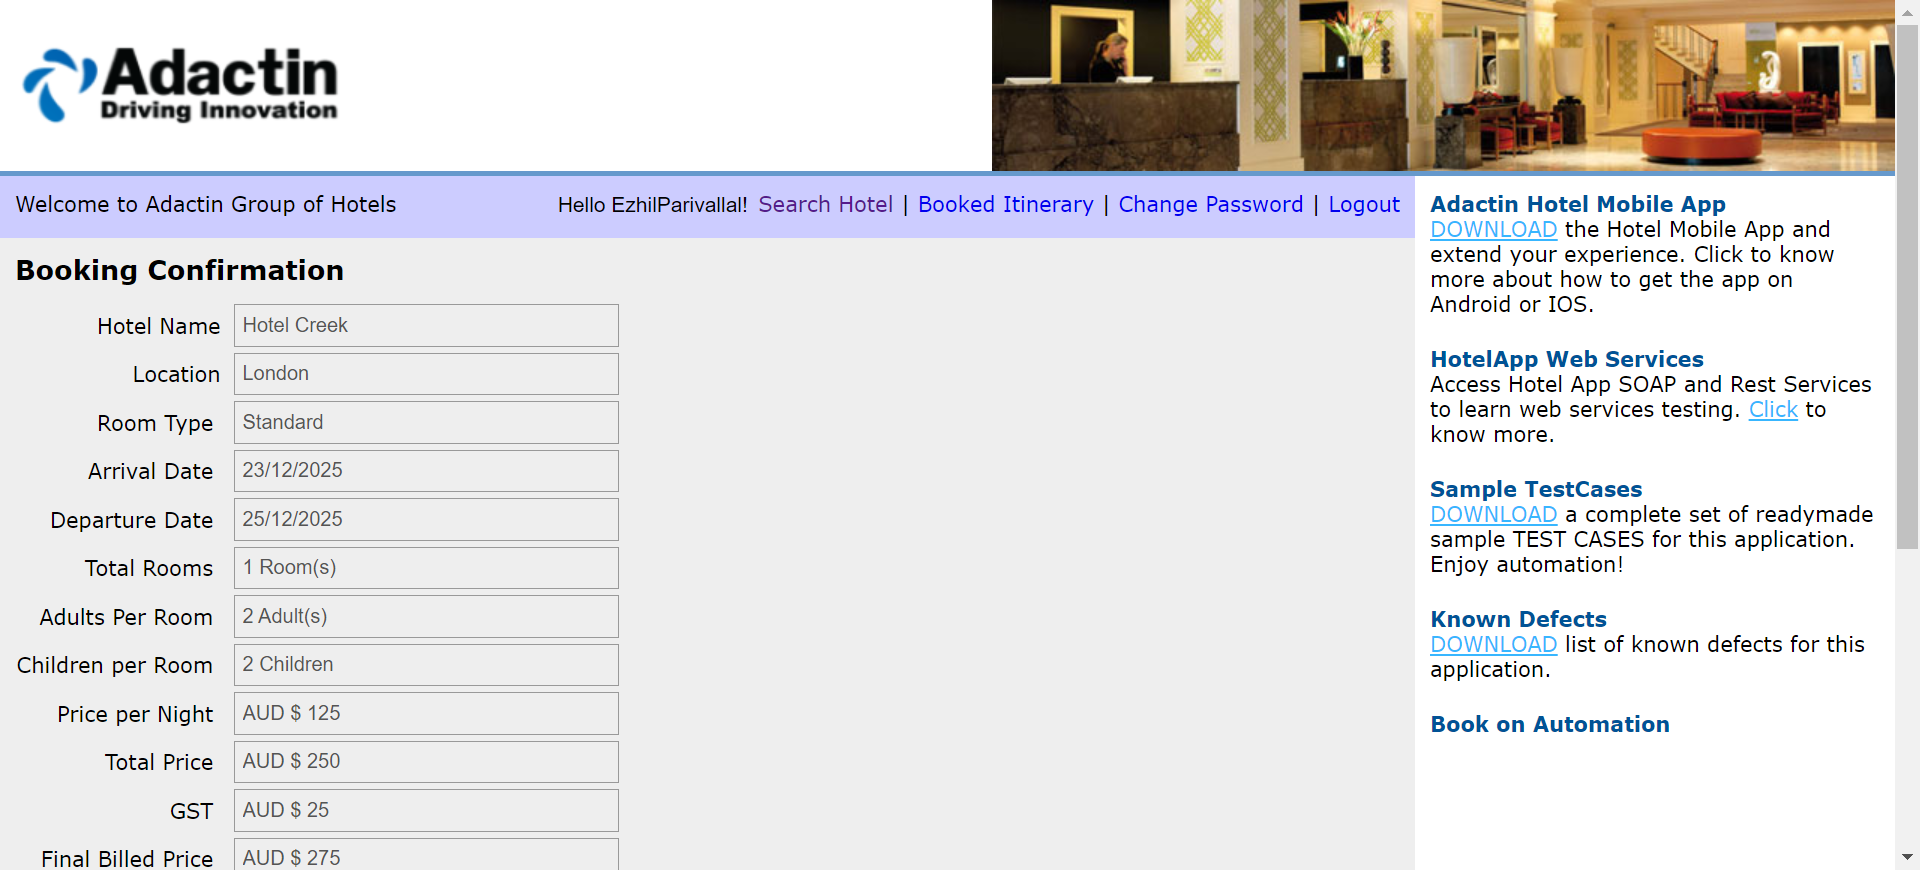 Adactin
Driving Innovation
Welcome to Adactin Group of Hotels
Hello EzhilParivallal! Search Hotel | Booked Itinerary | Change Password | Logout
Booking Confirmation
Hotel Name Hotel Creek
Location London
Room Type Standard
Arrival Date 23/12/2025
Departure Date 25/12/2025
Total Rooms 1 Room(s)
Adults Per Room 2 Adult(s)
Children per Room 2 Children
Price per Night AUD $ 125
Total Price AUD $ 250
GST AUD $ 25
Final Billed Price AUD $ 275
Adactin Hotel Mobile App
DOWNLOAD the Hotel Mobile App and
extend your experience. Click to know
more about how to get the app on
Android or IOS.
HotelApp Web Services
Access Hotel App SOAP and Rest Services
to learn web services testing. Click to
know more.
Sample TestCases
DOWNLOAD a complete set of readymade
sample TEST CASES for this application.
Enjoy automation!
Known Defects
DOWNLOAD list of known defects for this
application.
Book on Automation